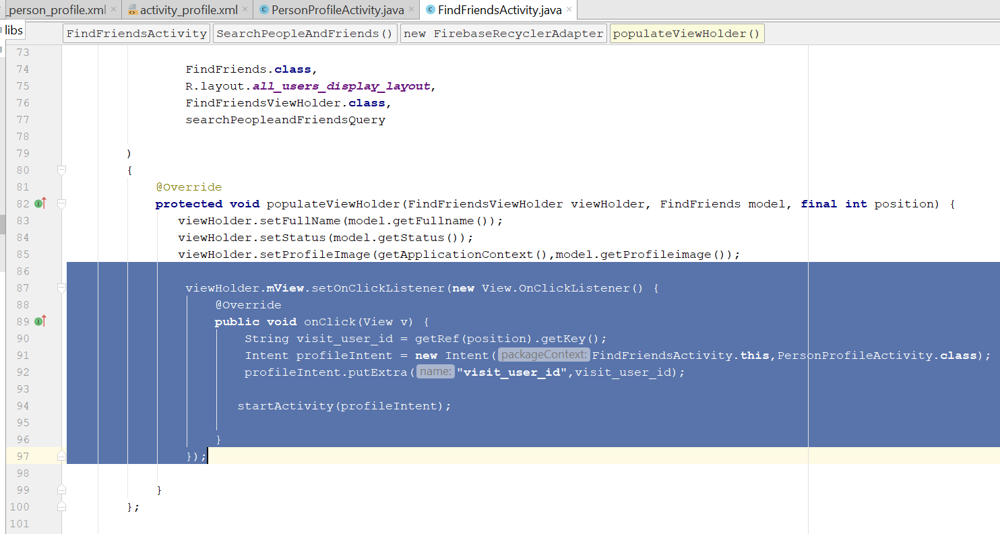 _person_profile.xml × activity_profile.xml × PersonProfileActivity.java × FindFriendsActivity.java ×
libs FindFriendsActivity SearchPeopleAndFriends() new FirebaseRecyclerAdapter populateViewHolder()
73
74 FindFriends.class,
75 R.layout.all_users_display_layout,
76 FindFriendsViewHolder.class,
77 searchPeopleandFriendsQuery
78
79 )
80 {
81 @Override
82 protected void populateViewHolder(FindFriendsViewHolder viewHolder, FindFriends model, final int position) {
83 viewHolder.setFullName(model.getFullname());
84 viewHolder.setStatus(model.getStatus());
85 viewHolder.setProfileImage(getApplicationContext(),model.getProfileimage());
86
87 viewHolder.mView.setOnClickListener(new View.OnClickListener() {
88 @Override
89 public void onClick(View v) {
90 String visit_user_id = getRef(position).getKey();
91 Intent profileIntent = new Intent( packageContext: FindFriendsActivity.this,PersonProfileActivity.class);
92 profileIntent.putExtra( name: "visit_user_id",visit_user_id);
93
94 startActivity(profileIntent);
95
96 }
97 });
98
99 }
100 };
101